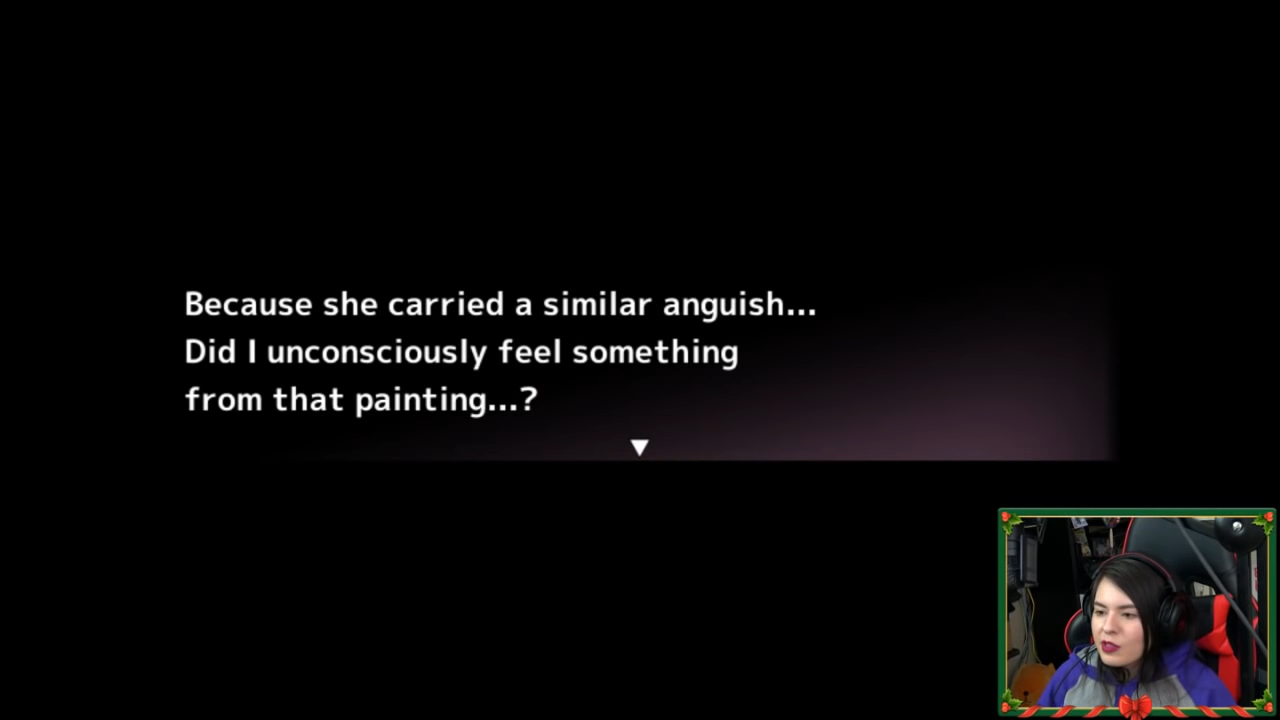 Because she carried a similar anguish...
Did I unconsciously feel something
from that painting...?